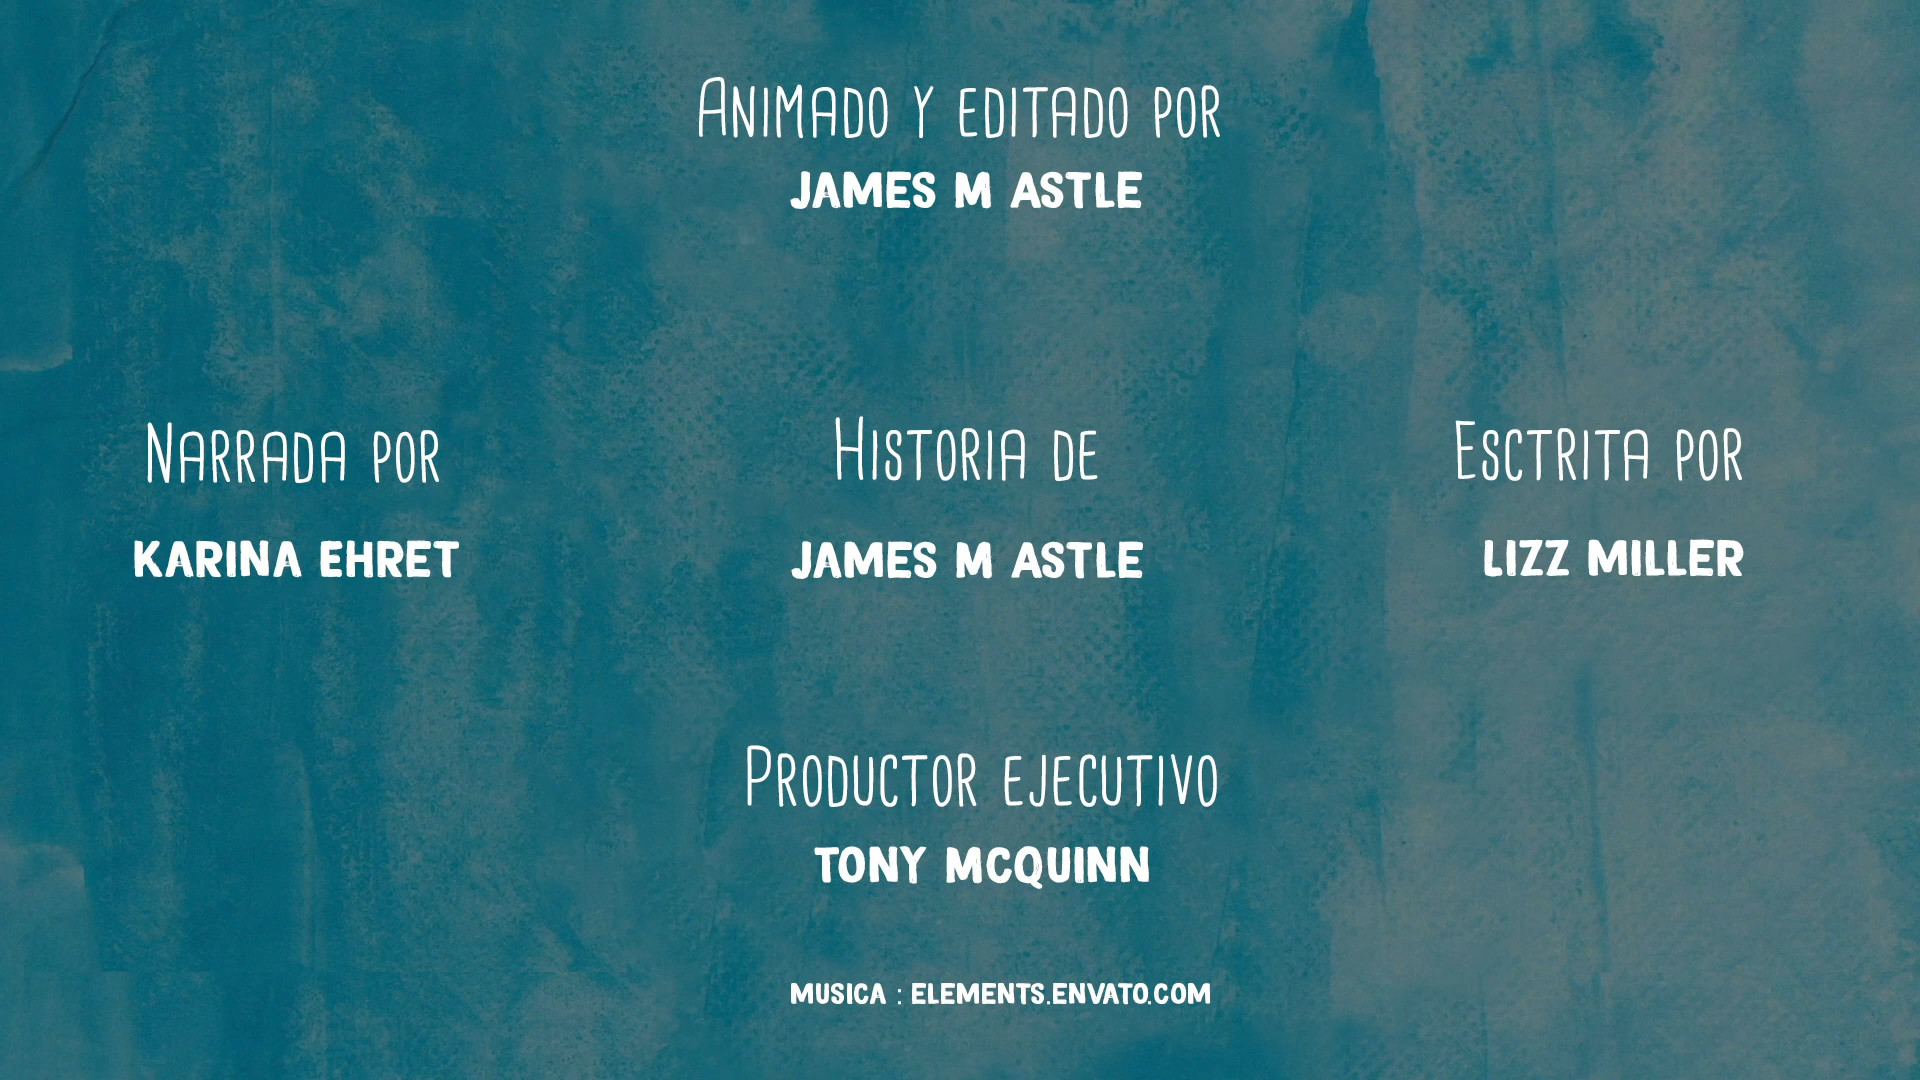 Animado y editado por
JAMES M ASTLE
Narrada por
KARINA EHRET
Historia de
JAMES M ASTLE
Esctrita por
LIZZ MILLER
Productor ejecutivo
TONY MCQUINN
MUSICA : ELEMENTS.ENVATO.COM